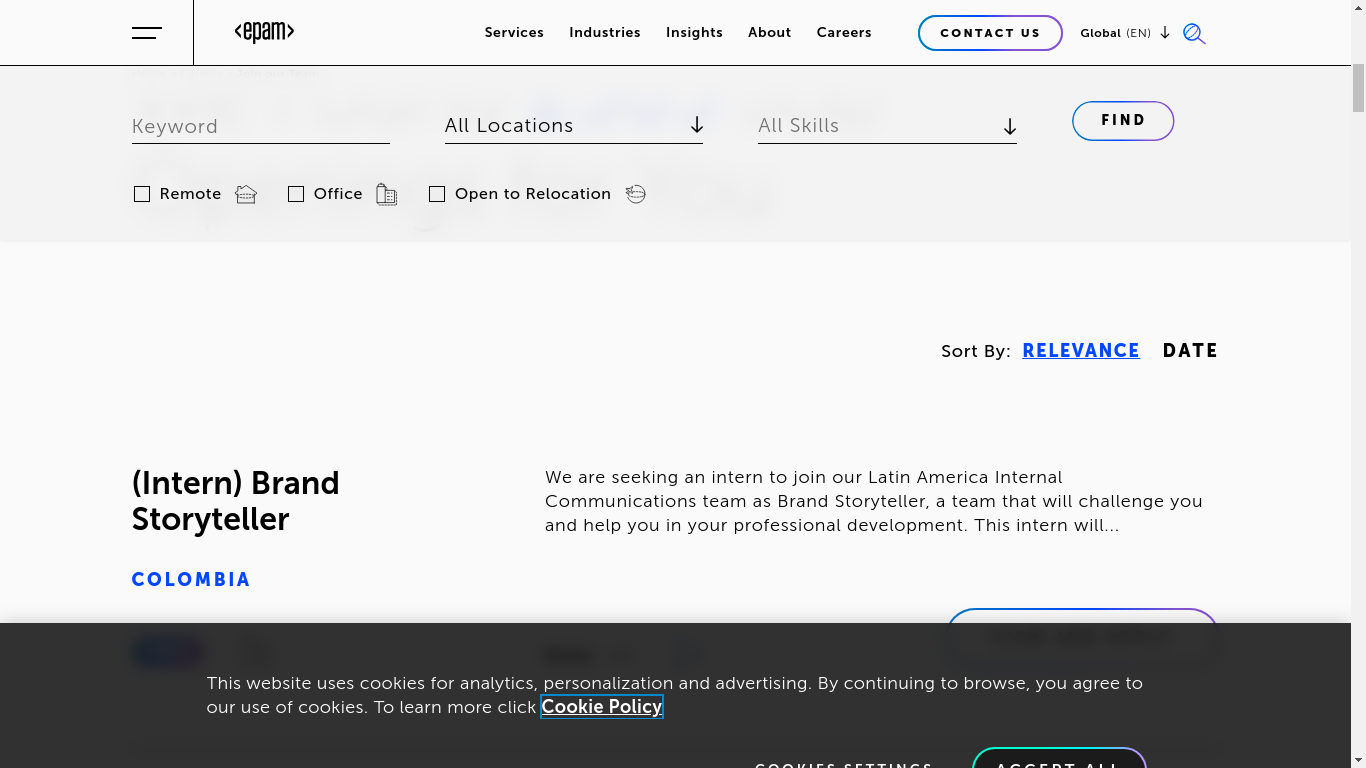 <epam>
Services Industries Insights About Careers CONTACT US Global (EN)
Keyword All Locations All Skills FIND
Remote Office Open to Relocation
Sort By: RELEVANCE DATE
(Intern) Brand
Storyteller
We are seeking an intern to join our Latin America Internal
Communications team as Brand Storyteller, a team that will challenge you
and help you in your professional development. This intern will...
COLOMBIA
This website uses cookies for analytics, personalization and advertising. By continuing to browse, you agree to
our use of cookies. To learn more click Cookie Policy
COOKIES SETTINGS ACCEPT ALL